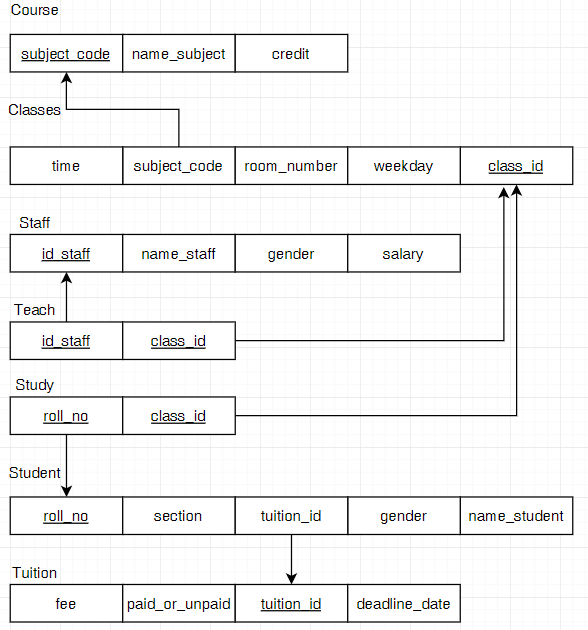 Course
subject_code name_subject credit
Classes
time subject_code room_number weekday class_id
Staff
id_staff name_staff gender salary
Teach
id_staff class_id
Study
roll_no class_id
Student
roll_no section tuition_id gender name_student
Tuition
fee paid_or_unpaid tuition_id deadline_date